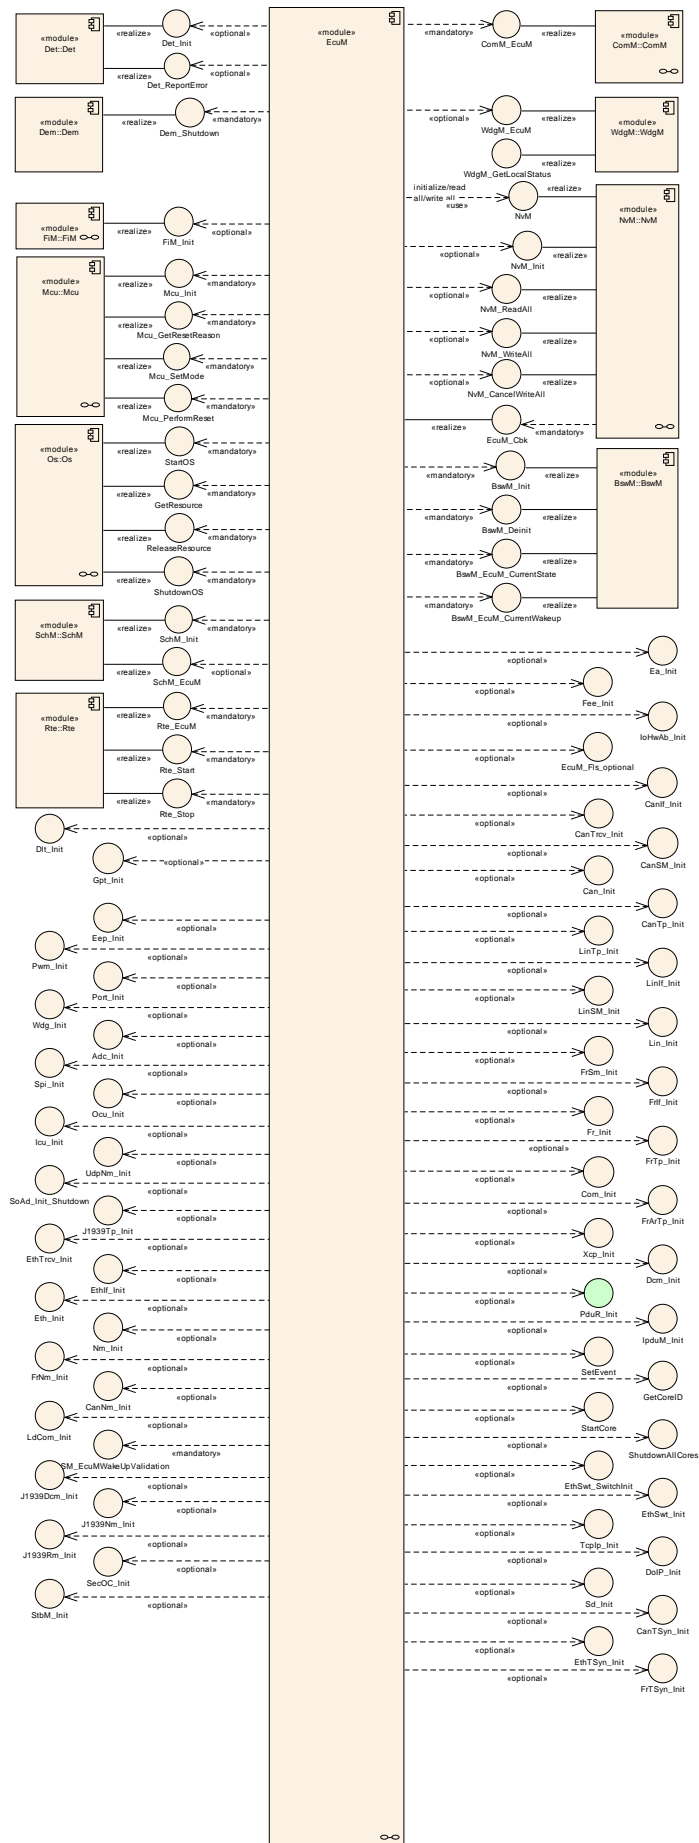 «module»
EcuM
«module»
Det::Det
«realize»
Det_Init
«optional»
«realize»
Det_ReportError
«optional»
«module»
Dem::Dem
«realize»
Dem_Shutdown
«mandatory»
«module»
FiM::FiM
«realize»
FiM_Init
«optional»
«module»
Mcu::Mcu
«realize»
Mcu_Init
«mandatory»
«realize»
Mcu_GetResetReason
«mandatory»
«realize»
Mcu_SetMode
«mandatory»
«realize»
Mcu_PerformReset
«mandatory»
«module»
Os::Os
«realize»
StartOS
«mandatory»
«realize»
GetResource
«mandatory»
«realize»
ReleaseResource
«mandatory»
«realize»
ShutdownOS
«mandatory»
«module»
SchM::SchM
«realize»
SchM_Init
«mandatory»
«realize»
SchM_EcuM
«optional»
«module»
Rte::Rte
«realize»
Rte_EcuM
«mandatory»
«realize»
Rte_Start
«mandatory»
«realize»
Rte_Stop
«mandatory»
Dlt_Init
«optional»
Gpt_Init
«optional»
Eep_Init
«optional»
Pwm_Init
«optional»
Port_Init
«optional»
Wdg_Init
«optional»
Adc_Init
«optional»
Spi_Init
«optional»
Ocu_Init
«optional»
Icu_Init
«optional»
UdpNm_Init
«optional»
SoAd_Init_Shutdown
«optional»
J1939Tp_Init
«optional»
EthTrcv_Init
«optional»
EthIf_Init
«optional»
Eth_Init
«optional»
Nm_Init
«optional»
FrNm_Init
«optional»
CanNm_Init
«optional»
LdCom_Init
«optional»
SM_EcuMWakeUpValidation
«mandatory»
J1939Dcm_Init
«optional»
J1939Nm_Init
«optional»
J1939Rm_Init
«optional»
SecOC_Init
«optional»
StbM_Init
«optional»
«mandatory»
ComM_EcuM
«realize»
«module»
ComM::ComM
«optional»
WdgM_EcuM
«realize»
«module»
WdgM::WdgM
WdgM_GetLocalStatus
«realize»
initialize/read
all/write all
«use»
NvM
«realize»
«module»
NvM::NvM
«optional»
NvM_Init
«realize»
«optional»
NvM_ReadAll
«realize»
«optional»
NvM_WriteAll
«realize»
«optional»
NvM_CancelWriteAll
«realize»
«realize»
EcuM_Cbk
«mandatory»
«mandatory»
BswM_Init
«realize»
«module»
BswM::BswM
«mandatory»
BswM_Deinit
«realize»
«mandatory»
BswM_EcuM_CurrentState
«realize»
«mandatory»
BswM_EcuM_CurrentWakeup
«realize»
«optional»
Ea_Init
«optional»
Fee_Init
«optional»
IoHwAb_Init
«optional»
EcuM_Fls_optional
«optional»
CanIf_Init
«optional»
CanTrcv_Init
«optional»
CanSM_Init
«optional»
Can_Init
«optional»
CanTp_Init
«optional»
LinTp_Init
«optional»
LinIf_Init
«optional»
LinSM_Init
«optional»
Lin_Init
«optional»
FrSm_Init
«optional»
FrIf_Init
«optional»
Fr_Init
«optional»
FrTp_Init
«optional»
Com_Init
«optional»
FrArTp_Init
«optional»
Xcp_Init
«optional»
Dcm_Init
«optional»
PduR_Init
«optional»
IpduM_Init
«optional»
SetEvent
«optional»
GetCoreID
«optional»
StartCore
«optional»
ShutdownAllCores
«optional»
EthSwt_SwitchInit
«optional»
EthSwt_Init
«optional»
TcpIp_Init
«optional»
DoIP_Init
«optional»
Sd_Init
«optional»
CanTSyn_Init
«optional»
EthTSyn_Init
«optional»
FrTSyn_Init